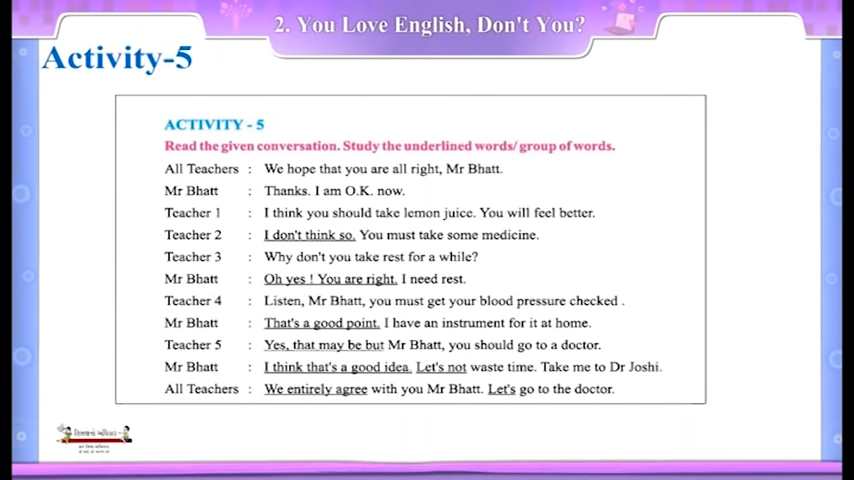 2. You Love English, Don't You?
Activity-5
ACTIVITY - 5
Read the given conversation. Study the underlined words/ group of words.
All Teachers : We hope that you are all right, Mr Bhatt.
Mr Bhatt : Thanks. I am O.K. now.
Teacher 1 : I think you should take lemon juice. You will feel better.
Teacher 2 : I don't think so. You must take some medicine.
Teacher 3 : Why don't you take rest for a while?
Mr Bhatt : Oh yes ! You are right. I need rest.
Teacher 4 : Listen, Mr Bhatt, you must get your blood pressure checked .
Mr Bhatt : That's a good point. I have an instrument for it at home.
Teacher 5 : Yes, that may be but Mr Bhatt, you should go to a doctor.
Mr Bhatt : I think that's a good idea. Let's not waste time. Take me to Dr Joshi.
All Teachers : We entirely agree with you Mr Bhatt. Let's go to the doctor.